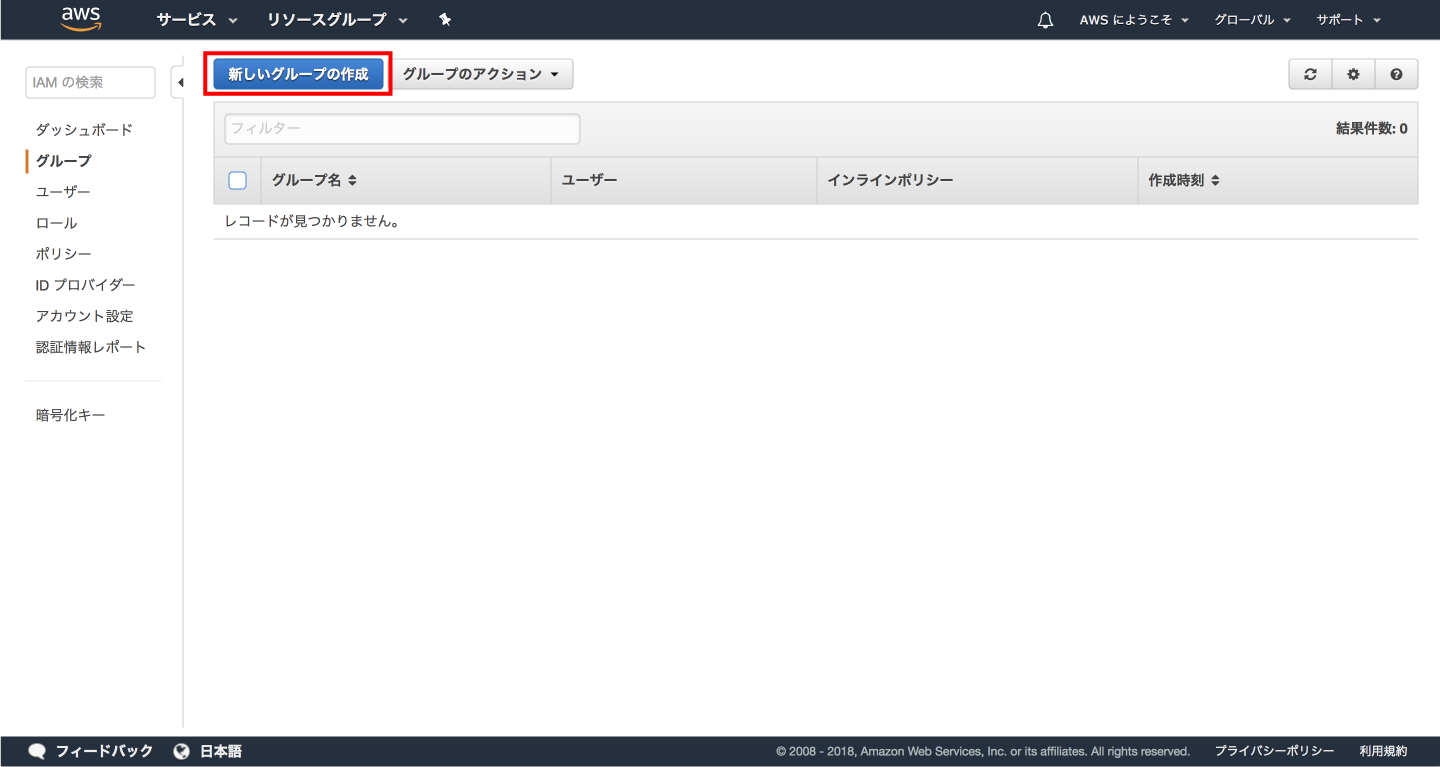 aws サービス リソースグループ AWS にようこそ グローバル サポート
IAM の検索
ダッシュボード
グループ
ユーザー
ロール
ポリシー
ID プロバイダー
アカウント設定
認証情報レポート
暗号化キー
新しいグループの作成 グループのアクション
フィルター 結果件数: 0
グループ名 ユーザー インラインポリシー 作成時刻
レコードが見つかりません。
フィードバック 日本語 © 2008 - 2018, Amazon Web Services, Inc. or its affiliates. All rights reserved. プライバシーポリシー 利用規約